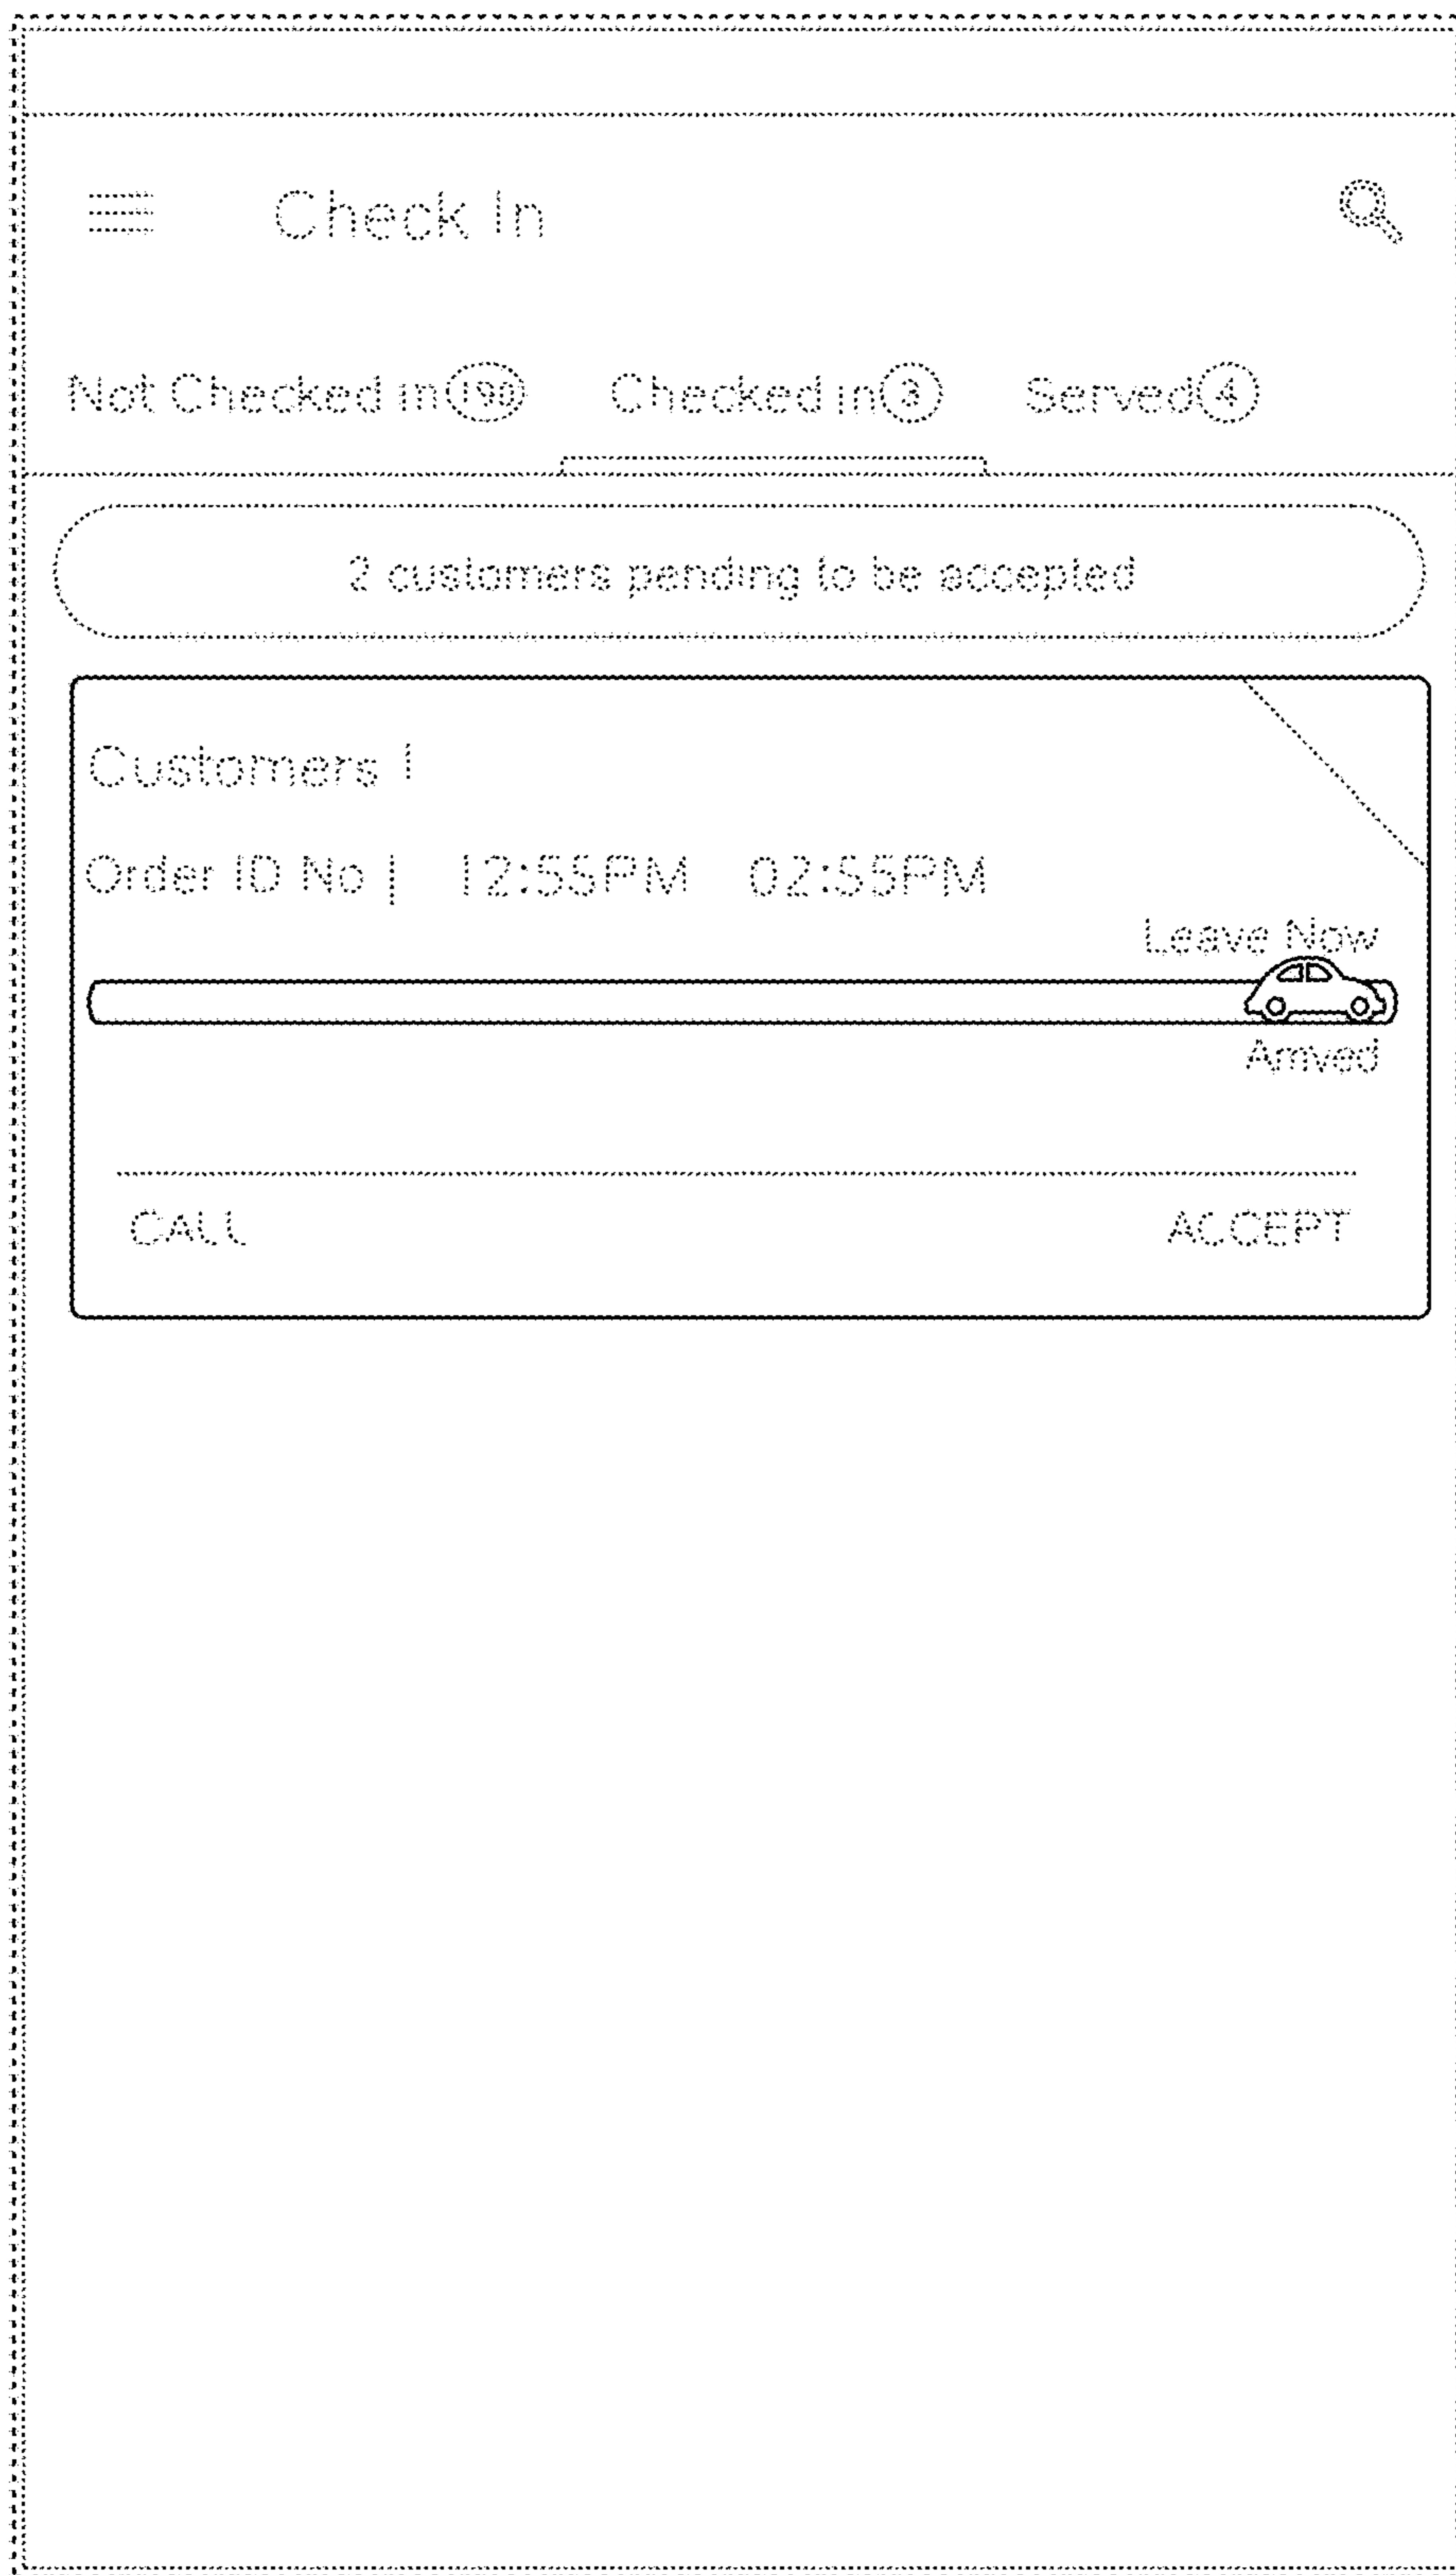 Check In
Not Checked in 190 Checked in 3 Served 4
2 customers pending to be accepted
Customers 1
Order ID No | 12:55PM 02:55PM
Leave Now
Arrived
CALL ACCEPT